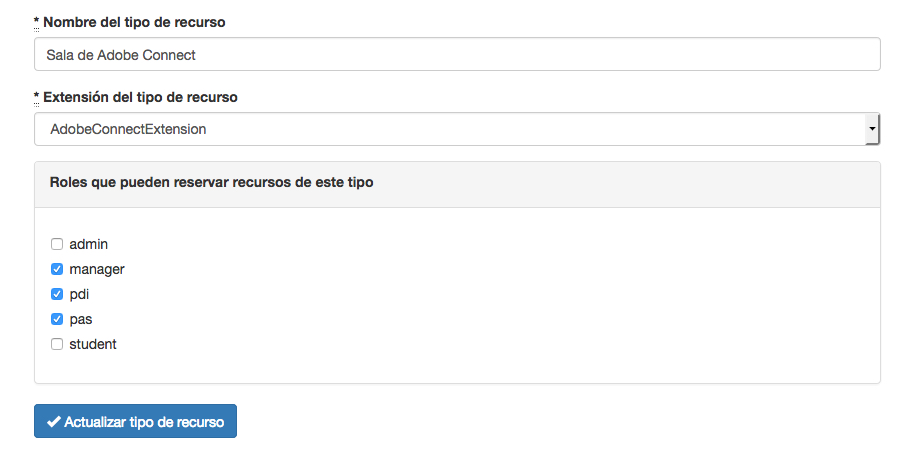 * Nombre del tipo de recurso
Sala de Adobe Connect
* Extensión del tipo de recurso
AdobeConnectExtension
Roles que pueden reservar recursos de este tipo
admin
manager
pdi
pas
student
Actualizar tipo de recurso